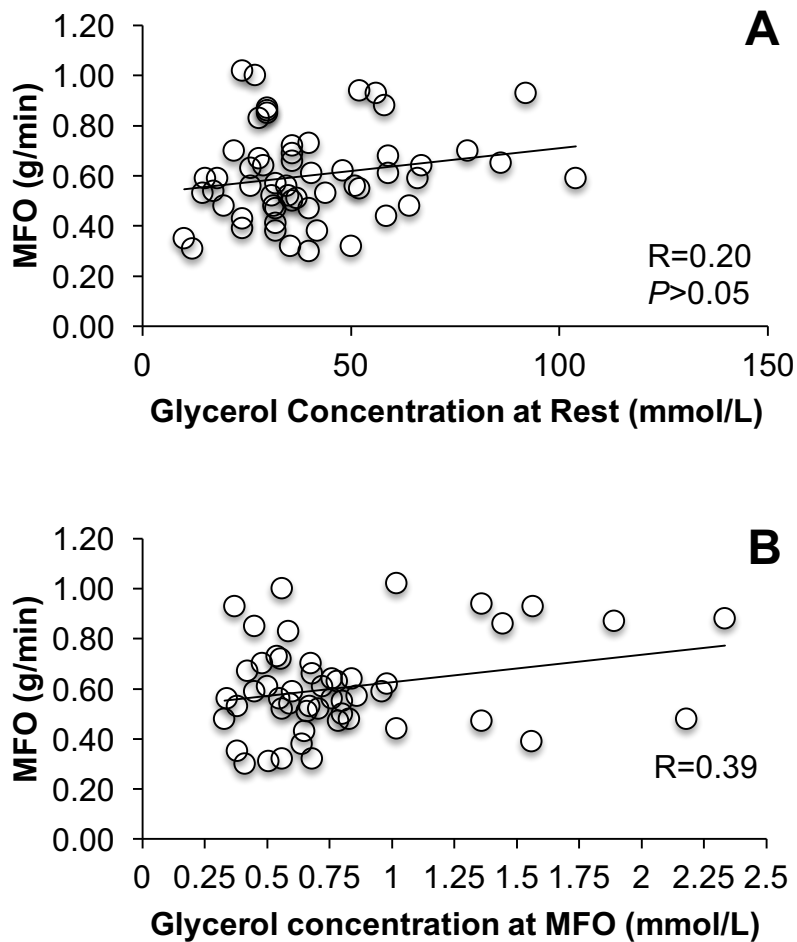 A
1.20
1.00
0.80
0.60
0.40
0.20
0.00
MFO (g/min)
R=0.20
P>0.05
0 50 100 150
Glycerol Concentration at Rest (mmol/L)
B
1.20
1.00
0.80
0.60
0.40
0.20
0.00
MFO (g/min)
R=0.39
0 0.25 0.5 0.75 1 1.25 1.5 1.75 2 2.25 2.5
Glycerol concentration at MFO (mmol/L)